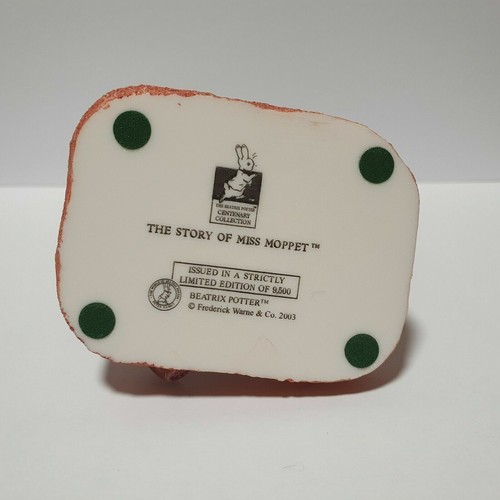 THE BEATRIX POTTER™
CENTENARY
COLLECTION
THE STORY OF MISS MOPPET™
ISSUED IN A STRICTLY
LIMITED EDITION OF 9,500
BEATRIX POTTER™
© Frederick Warne & Co. 2003